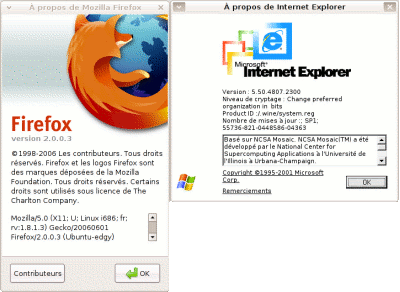 À propos de Mozilla Firefox
Firefox
version 2.0.0.3
©1998-2006 Les contributeurs. Tous droits
réservés. Firefox et les logos Firefox sont
des marques déposées de la Mozilla
Foundation. Tous droits réservés. Certains
droits sont utilisés sous licence de The
Charlton Company.
Mozilla/5.0 (X11; U; Linux i686; fr;
rv:1.8.1.3) Gecko/20060601
Firefox/2.0.0.3 (Ubuntu-edgy)
Contributeurs
OK
À propos de Internet Explorer
Microsoft
Internet Explorer
Version : 5.50.4807.2300
Niveau de cryptage : Change preferred
organization in bits
Product ID :/.wine/system.reg
Nombre de mises à jour :; SP1;
55736-821-0448586-04363
Basé sur NCSA Mosaic. NCSA Mosaic(TM) a été
développé par le National Center for
Supercomputing Applications à l'Université de
l'Illinois à Urbana-Champaign.
Copyright ©1995-2001 Microsoft
Corp.
Remerciements
OK